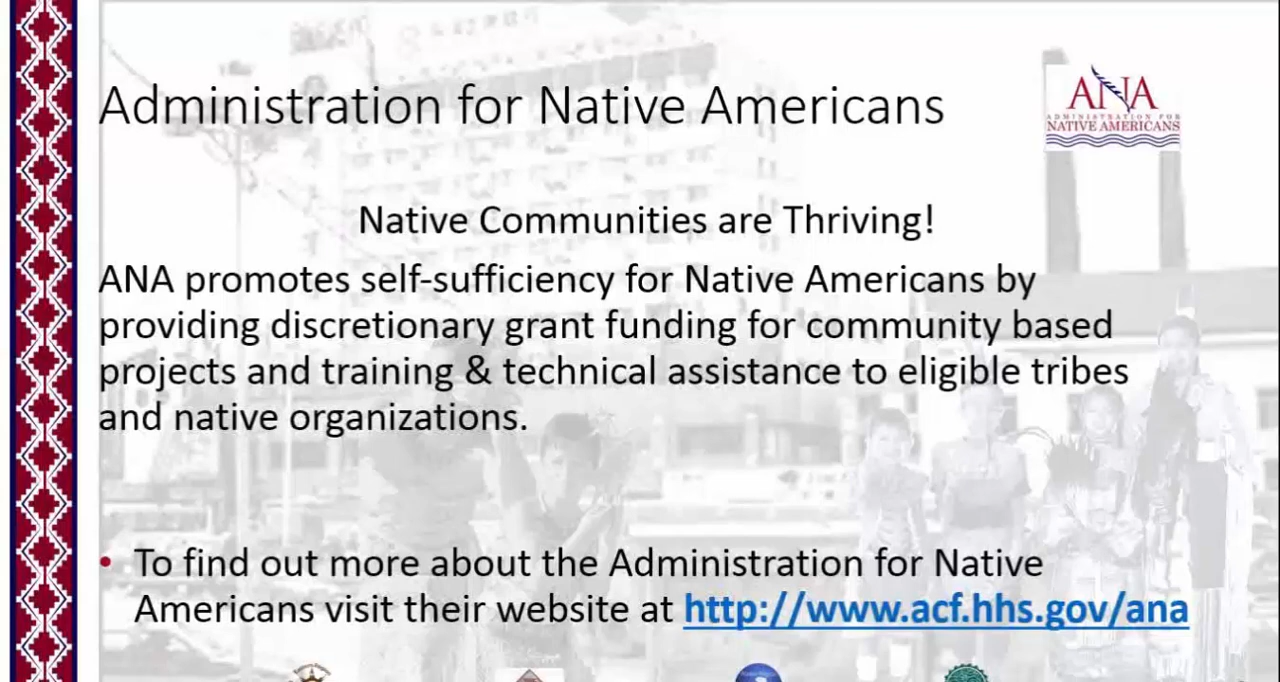 Administration for Native Americans
ANA
ADMINISTRATION FOR
NATIVE AMERICANS
Native Communities are Thriving!
ANA promotes self-sufficiency for Native Americans by
providing discretionary grant funding for community based
projects and training & technical assistance to eligible tribes
and native organizations.
• To find out more about the Administration for Native
Americans visit their website at http://www.acf.hhs.gov/ana